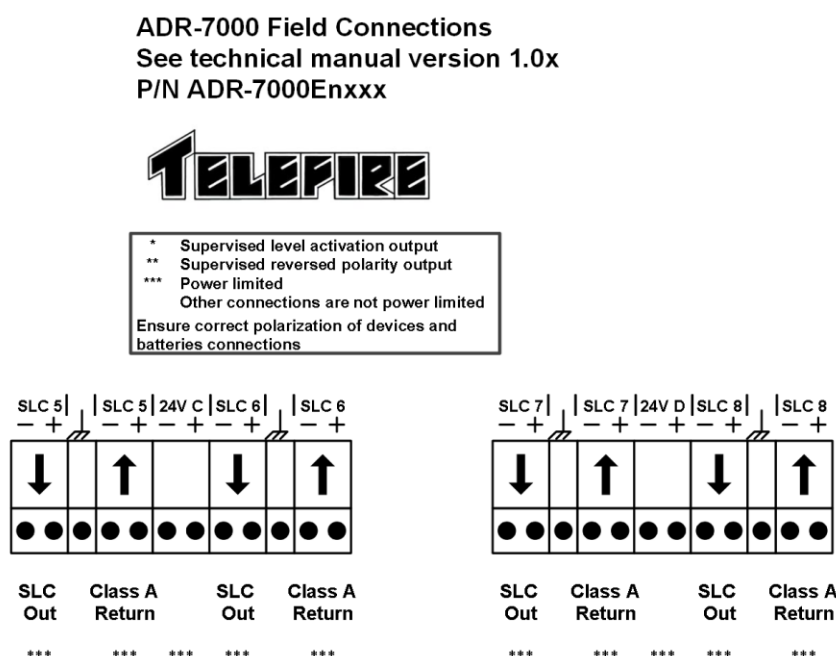 ADR-7000 Field Connections
See technical manual version 1.0x
P/N ADR-7000Enxxx
TELEFIRE
* Supervised level activation output
** Supervised reversed polarity output
*** Power limited
Other connections are not power limited
Ensure correct polarization of devices and
batteries connections
SLC 5 | | SLC 5 | 24V C | SLC 6 | | SLC 6
− + − + − + − + − +
SLC Out Class A Return SLC Out Class A Return
*** *** *** *** ***
SLC 7 | | SLC 7 | 24V D | SLC 8 | | SLC 8
− + − + − + − + − +
SLC Out Class A Return SLC Out Class A Return
*** *** *** *** ***